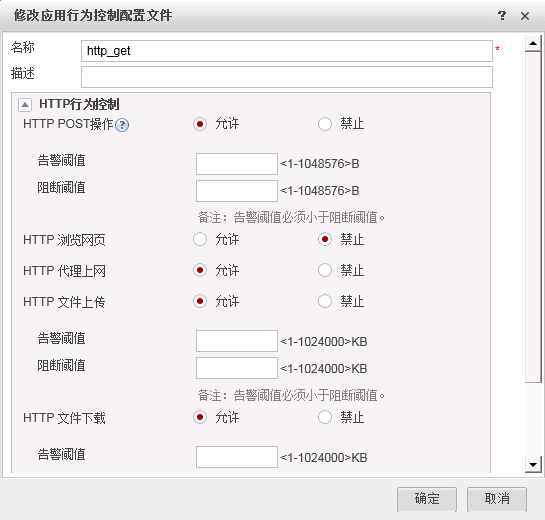 修改应用行为控制配置文件 ?
名称 http_get *
描述
HTTP行为控制
HTTP POST操作 ? 允许 禁止
告警阈值 <1-1048576>B
阻断阈值 <1-1048576>B
备注：告警阈值必须小于阻断阈值。
HTTP 浏览网页 允许 禁止
HTTP 代理上网 允许 禁止
HTTP 文件上传 允许 禁止
告警阈值 <1-1024000>KB
阻断阈值 <1-1024000>KB
备注：告警阈值必须小于阻断阈值。
HTTP 文件下载 允许 禁止
告警阈值 <1-1024000>KB
确定 取消